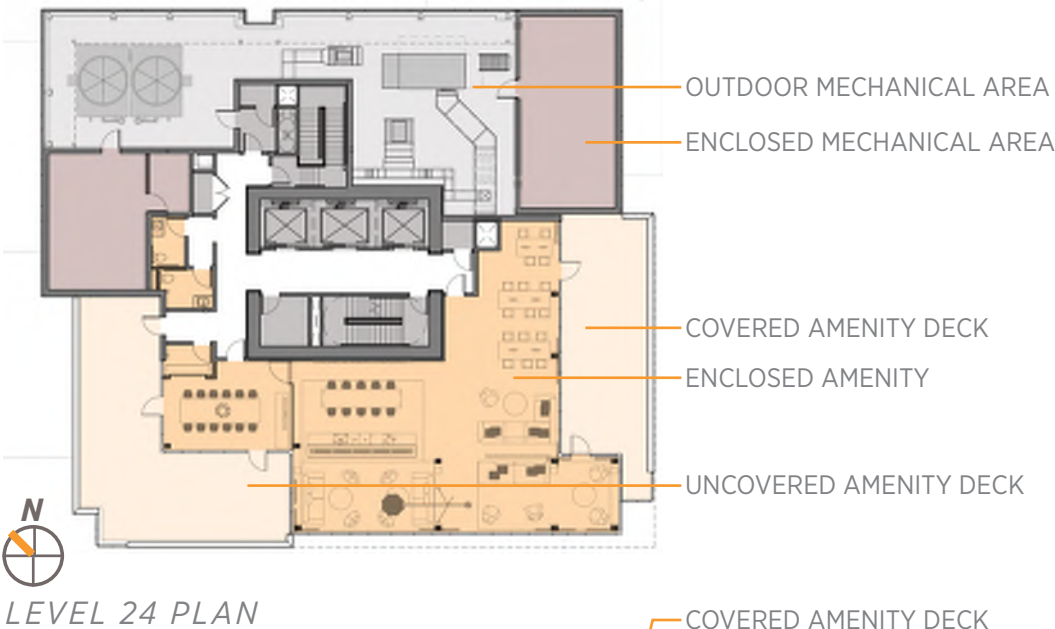 OUTDOOR MECHANICAL AREA
ENCLOSED MECHANICAL AREA
COVERED AMENITY DECK
ENCLOSED AMENITY
UNCOVERED AMENITY DECK
N
LEVEL 24 PLAN
COVERED AMENITY DECK